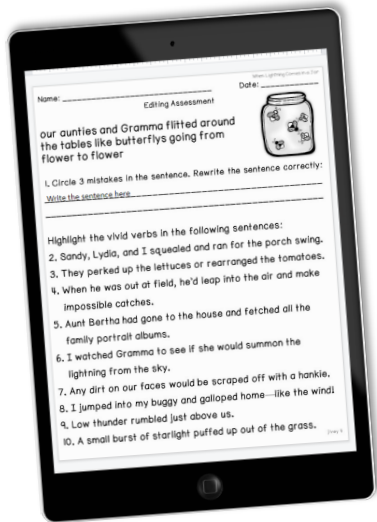 When Lightning Comes in a Jar
Name:
Date:
Editing Assessment
our aunties and Gramma flitted around
the tables like butterflys going from
flower to flower
1. Circle 3 mistakes in the sentence. Rewrite the sentence correctly:
Write the sentence here
Highlight the vivid verbs in the following sentences:
2. Sandy, Lydia, and I squealed and ran for the porch swing.
3. They perked up the lettuces or rearranged the tomatoes.
4. When he was out at field, he'd leap into the air and make
impossible catches.
5. Aunt Bertha had gone to the house and fetched all the
family portrait albums.
6. I watched Gramma to see if she would summon the
lightning from the sky.
7. Any dirt on our faces would be scraped off with a hankie.
8. I jumped into my buggy and galloped home—like the wind!
9. Low thunder rumbled just above us.
10. A small burst of starlight puffed up out of the grass.